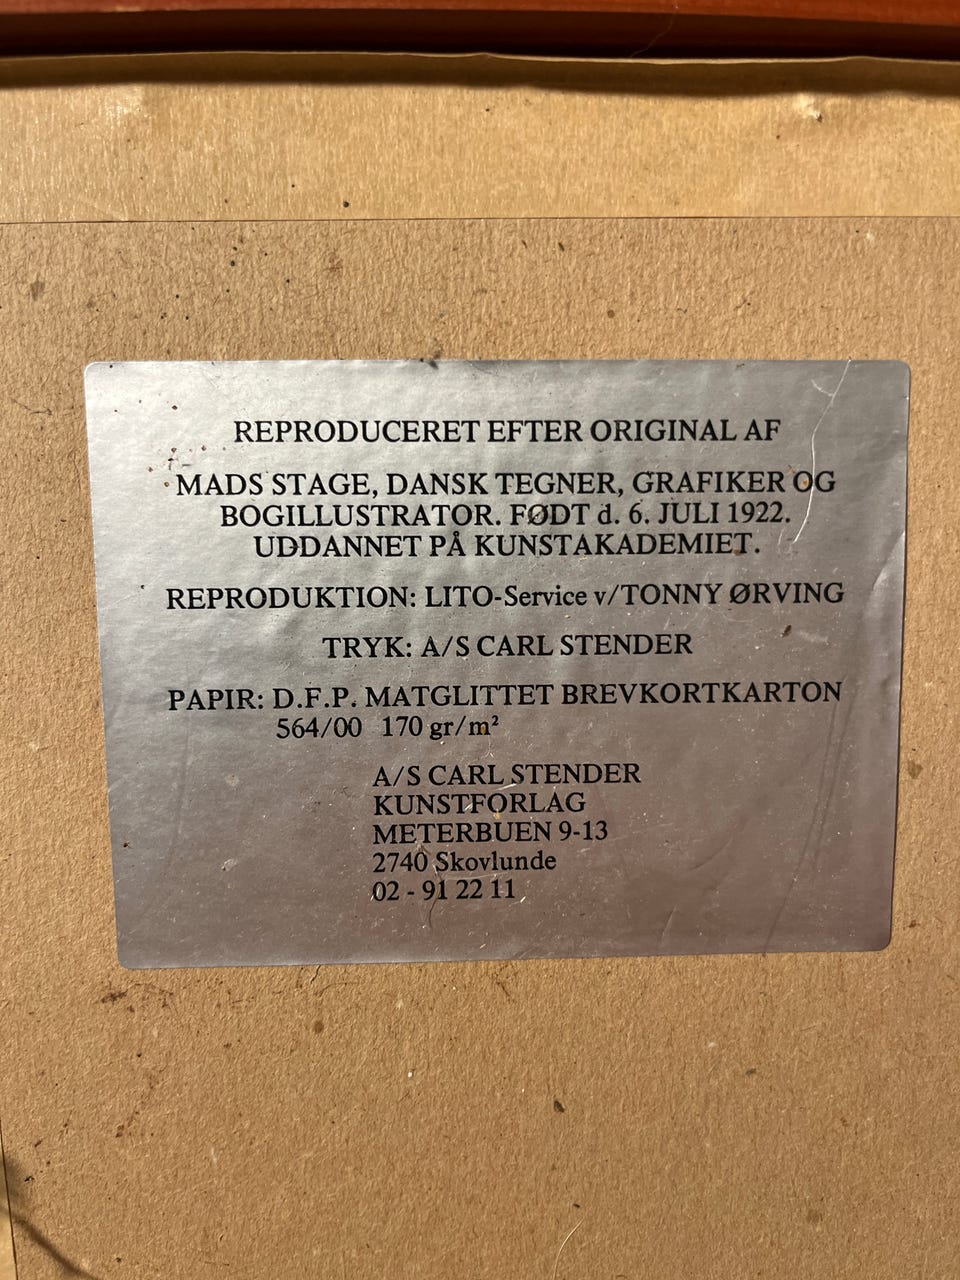 REPRODUCERET EFTER ORIGINAL AF
MADS STAGE, DANSK TEGNER, GRAFIKER OG
BOGILLUSTRATOR. FØDT d. 6. JULI 1922.
UDDANNET PÅ KUNSTAKADEMIET.
REPRODUKTION: LITO-Service v/TONNY ØRVING
TRYK: A/S CARL STENDER
PAPIR: D.F.P. MATGLITTET BREVKORTKARTON
564/00 170 gr/m²
A/S CARL STENDER
KUNSTFORLAG
METERBUEN 9-13
2740 Skovlunde
02 - 91 22 11